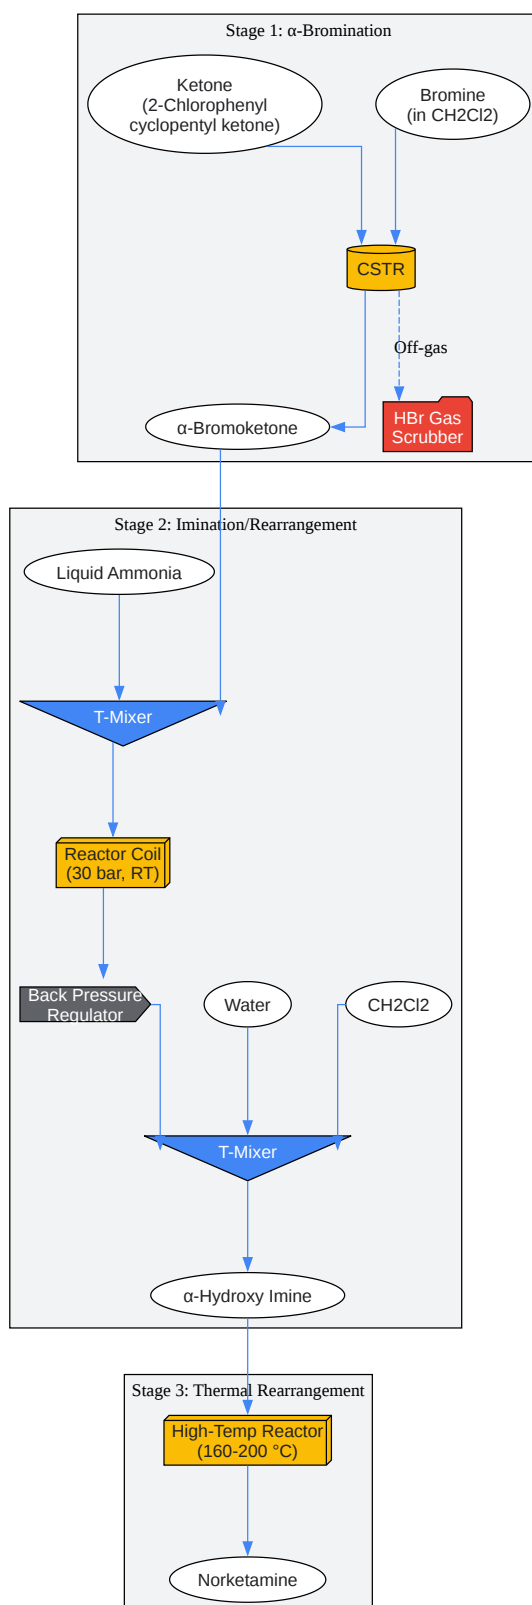 Stage 1: α-Bromination
Ketone
(2-Chlorophenyl
cyclopentyl ketone)
Bromine
(in CH2Cl2)
CSTR
Off-gas
HBr Gas
Scrubber
α-Bromoketone
Stage 2: Imination/Rearrangement
Liquid Ammonia
T-Mixer
Reactor Coil
(30 bar, RT)
Back Pressure
Regulator
Water
CH2Cl2
T-Mixer
α-Hydroxy Imine
Stage 3: Thermal Rearrangement
High-Temp Reactor
(160-200 °C)
Norketamine